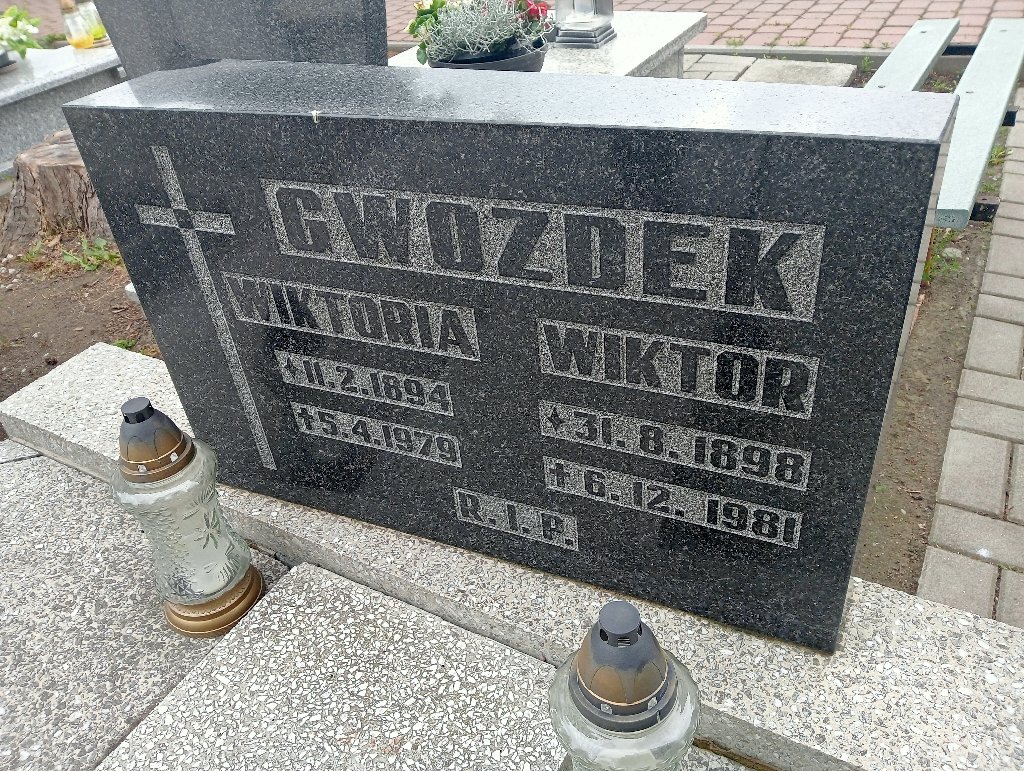 GWOZDEK
WIKTORIA
11.2.1894
†5.4.1979
WIKTOR
31.8.1898
†6.12.1981
R.I.P.